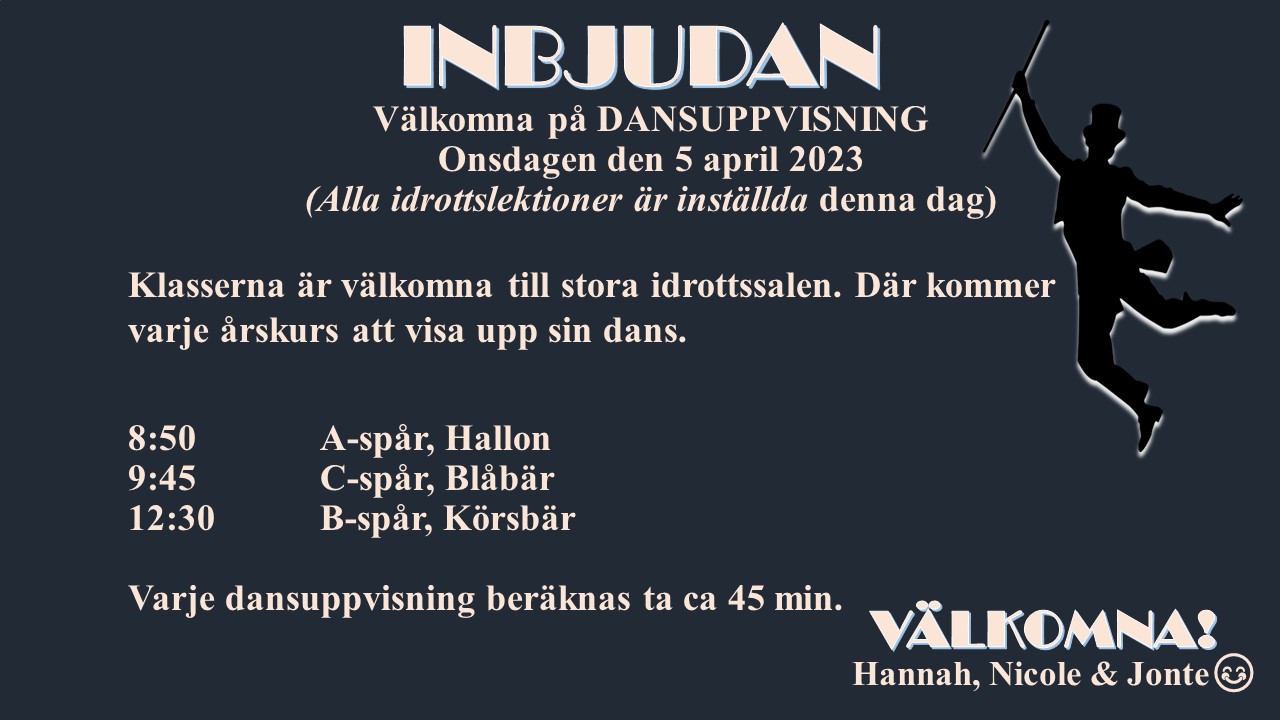 INBJUDAN
Välkomna på DANSUPPVISNING
Onsdagen den 5 april 2023
(Alla idrottslektioner är inställda denna dag)
Klasserna är välkomna till stora idrottssalen. Där kommer
varje årskurs att visa upp sin dans.
8:50 A-spår, Hallon
9:45 C-spår, Blåbär
12:30 B-spår, Körsbär
Varje dansuppvisning beräknas ta ca 45 min.
VÄLKOMNA!
Hannah, Nicole & Jonte😊